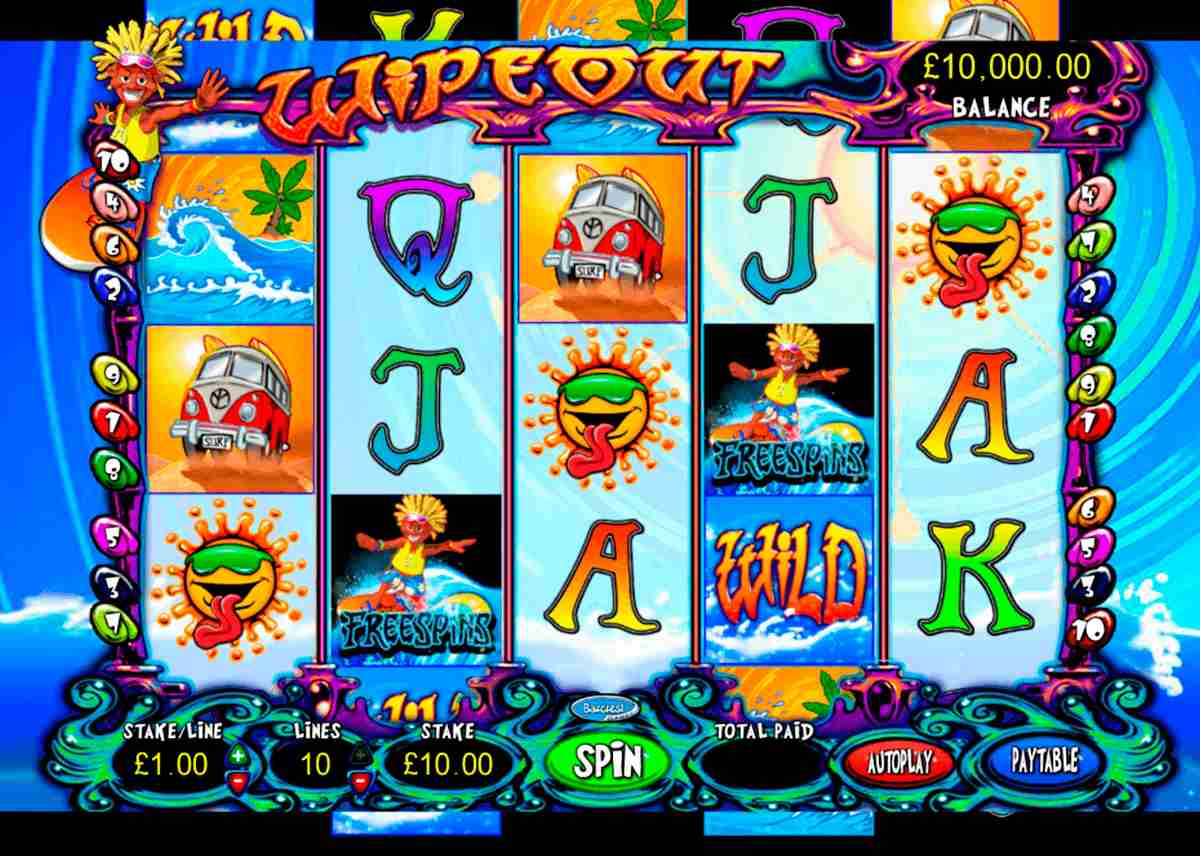 WILD
WIPEOUT
£10,000.00
BALANCE
10
4
6
2
9
1
8
5
3
7
4
7
2
8
9
1
6
5
3
10
Q
J
SURF
J
SURF
A
FREESPINS
A
FREESPINS
WILD
K
Barcrest
STAKE/LINE
£1.00
LINES
10
STAKE
£10.00
SPIN
TOTAL PAID
AUTOPLAY
PAYTABLE